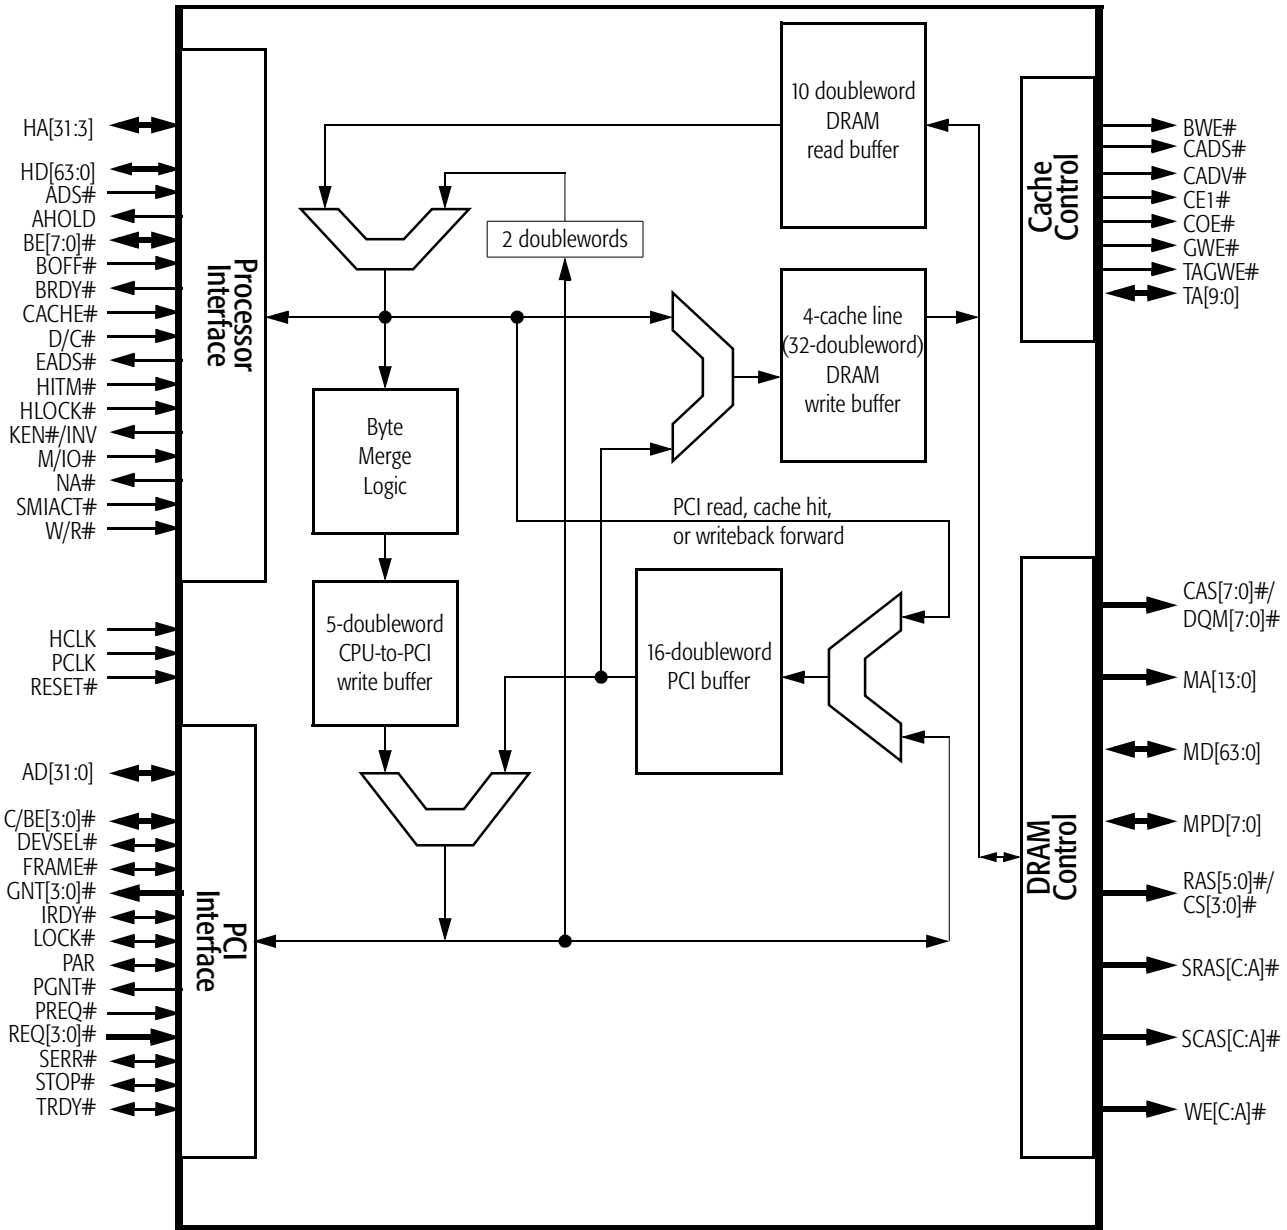 HA[31:3]
HD[63:0]
ADS#
AHOLD
BE[7:0]#
BOFF#
BRDY#
CACHE#
D/C#
EADS#
HITM#
HLOCK#
KEN#/INV
M/IO#
NA#
SMIACT#
W/R#
HCLK
PCLK
RESET#
AD[31:0]
C/BE[3:0]#
DEVSEL#
FRAME#
GNT[3:0]#
IRDY#
LOCK#
PAR
PGNT#
PREQ#
REQ[3:0]#
SERR#
STOP#
TRDY#
Processor
Interface
PCI
Interface
10 doubleword
DRAM
read buffer
2 doublewords
4-cache line
(32-doubleword)
DRAM
write buffer
Byte
Merge
Logic
PCI read, cache hit,
or writeback forward
5-doubleword
CPU-to-PCI
write buffer
16-doubleword
PCI buffer
Cache
Control
DRAM
Control
BWE#
CADS#
CADV#
CE1#
COE#
GWE#
TAGWE#
TA[9:0]
CAS[7:0]#/
DQM[7:0]#
MA[13:0]
MD[63:0]
MPD[7:0]
RAS[5:0]#/
CS[3:0]#
SRAS[C:A]#
SCAS[C:A]#
WE[C:A]#